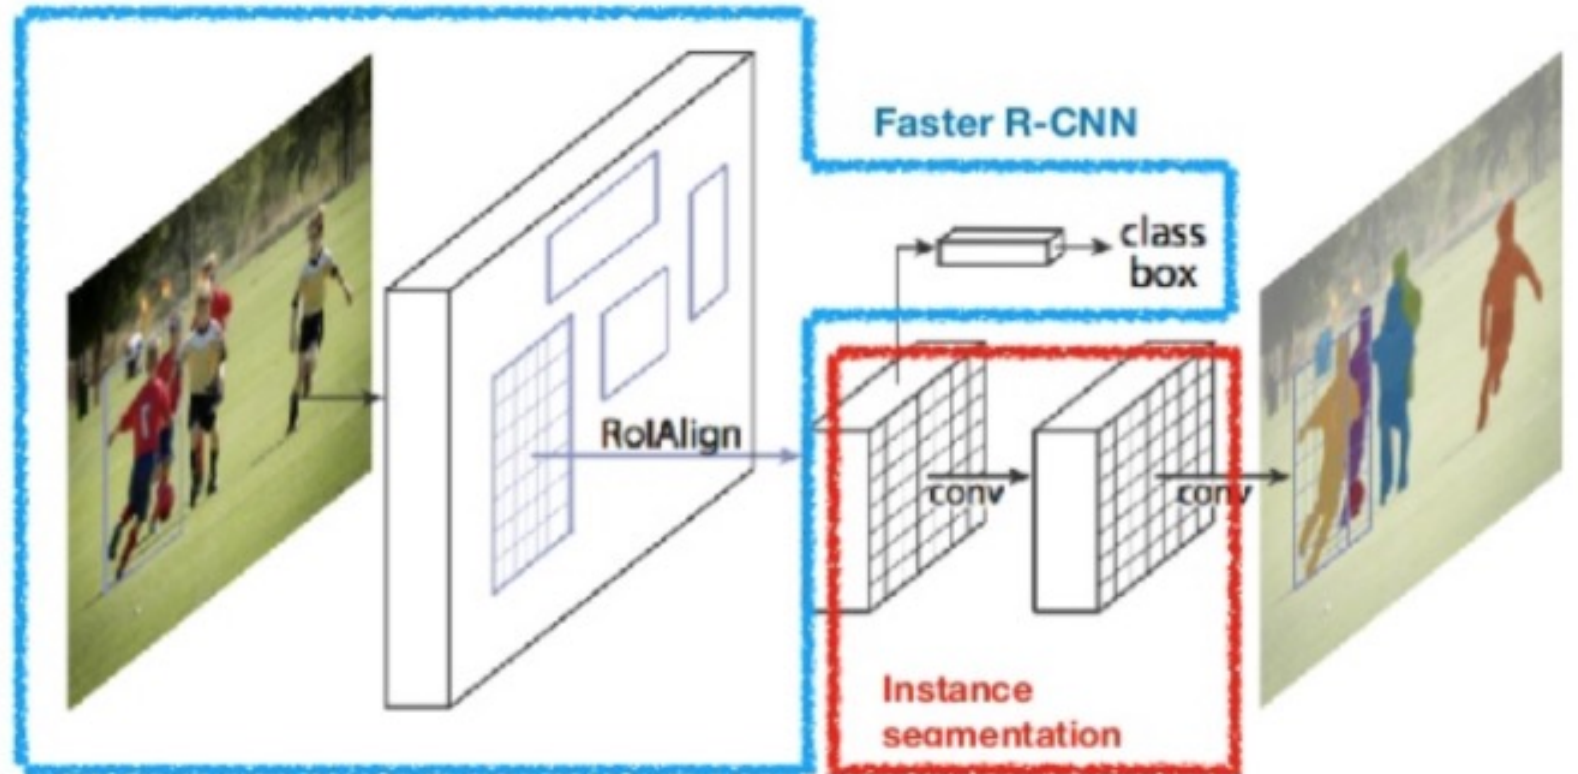 Faster R-CNN
class
box
RoIAlign
conv
conv
Instance
segmentation